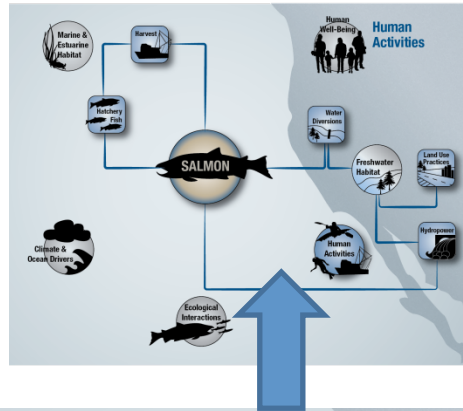 Marine &
Estuarine
Habitat
Harvest
Human
Well-Being
Human
Activities
Hatchery
Fish
Water
Diversions
SALMON
Freshwater
Habitat
Land Use
Practices
Human
Activities
Hydropower
Climate &
Ocean Drivers
Ecological
Interactions